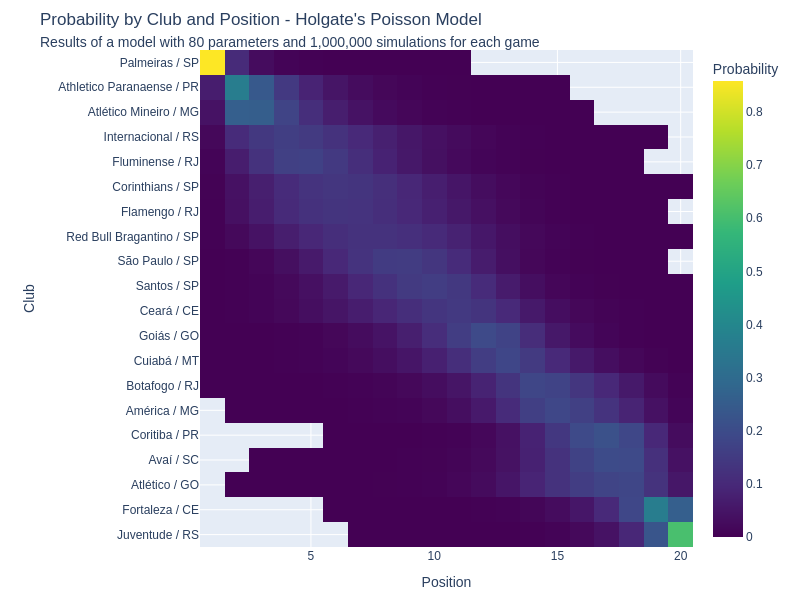 Probability by Club and Position - Holgate's Poisson Model
Results of a model with 80 parameters and 1,000,000 simulations for each game
Probability
Palmeiras / SP
Athletico Paranaense / PR
Atlético Mineiro / MG
Internacional / RS
Fluminense / RJ
Corinthians / SP
Flamengo / RJ
Red Bull Bragantino / SP
São Paulo / SP
Santos / SP
Ceará / CE
Goiás / GO
Cuiabá / MT
Botafogo / RJ
América / MG
Coritiba / PR
Avaí / SC
Atlético / GO
Fortaleza / CE
Juventude / RS
Club
5 10 15 20
Position
0.8
0.7
0.6
0.5
0.4
0.3
0.2
0.1
0